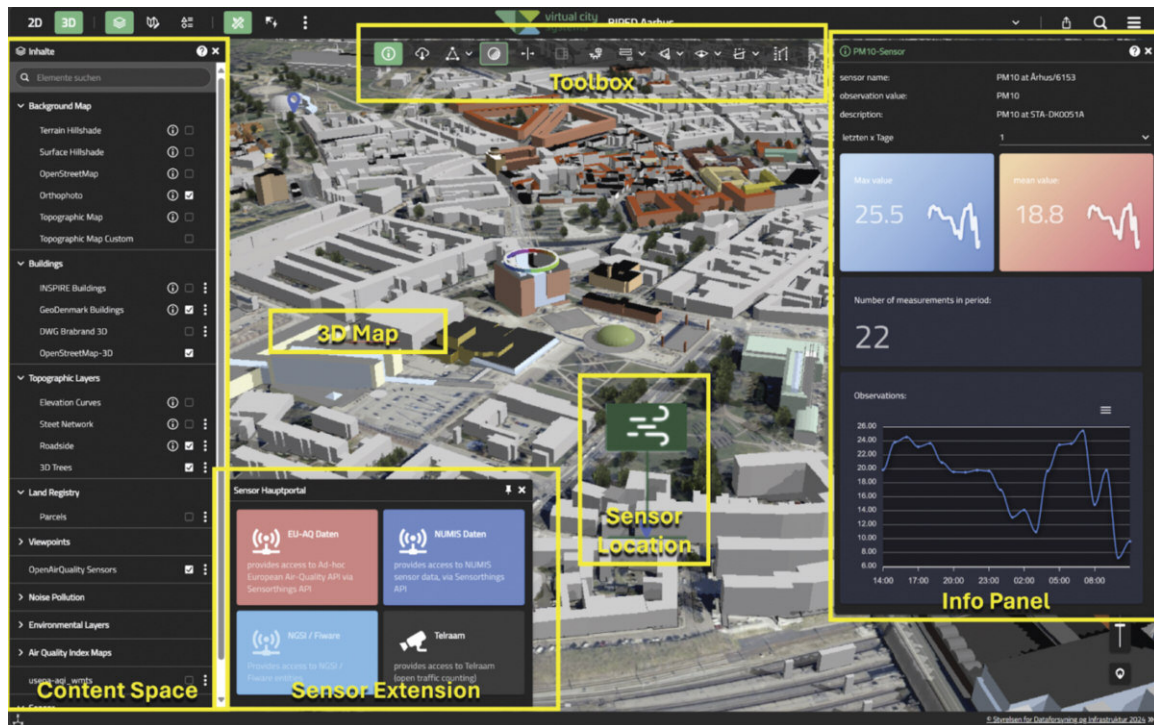 2D
3D
virtual city
systems
BIPED Aarhus
Toolbox
Inhalte
Elemente suchen
Background Map
Terrain Hillshade
Surface Hillshade
OpenStreetMap
Orthophoto
Topographic Map
Topographic Map Custom
Buildings
INSPIRE Buildings
GeoDenmark Buildings
DWG Brabrand 3D
OpenStreetMap-3D
Topographic Layers
Elevation Curves
Steet Network
Roadside
3D Trees
Land Registry
Parcels
Viewpoints
OpenAirQuality Sensors
Noise Pollution
Environmental Layers
Air Quality Index Maps
Content Space
3D Map
Sensor
Location
Sensor Hauptportal
EU-AQ Daten
provides access to Ad-hoc
European Air-Quality API via
Sensorthings API
NUMIS Daten
provides access to NUMIS
sensor data, via Sensorthings
API
NGSI / Fiware
Provides access to NGSI /
Fiware entities
Telraam
provides access to Telraam
(open traffic counting)
Sensor Extension
PM10-Sensor
sensor name: PM10 at Århus/6153
observation value: PM10
description: PM10 at STA-DK0051A
letzten x Tage 1
Max value
25.5
mean value:
18.8
Number of measurements in period:
22
Observations:
26.00
24.00
22.00
20.00
18.00
16.00
14.00
12.00
10.00
8.00
6.00
14:00 17:00 20:00 23:00 02:00 05:00 08:00
Info Panel
© Styrelsen for Dataforsyning og Infrastruktur 2024